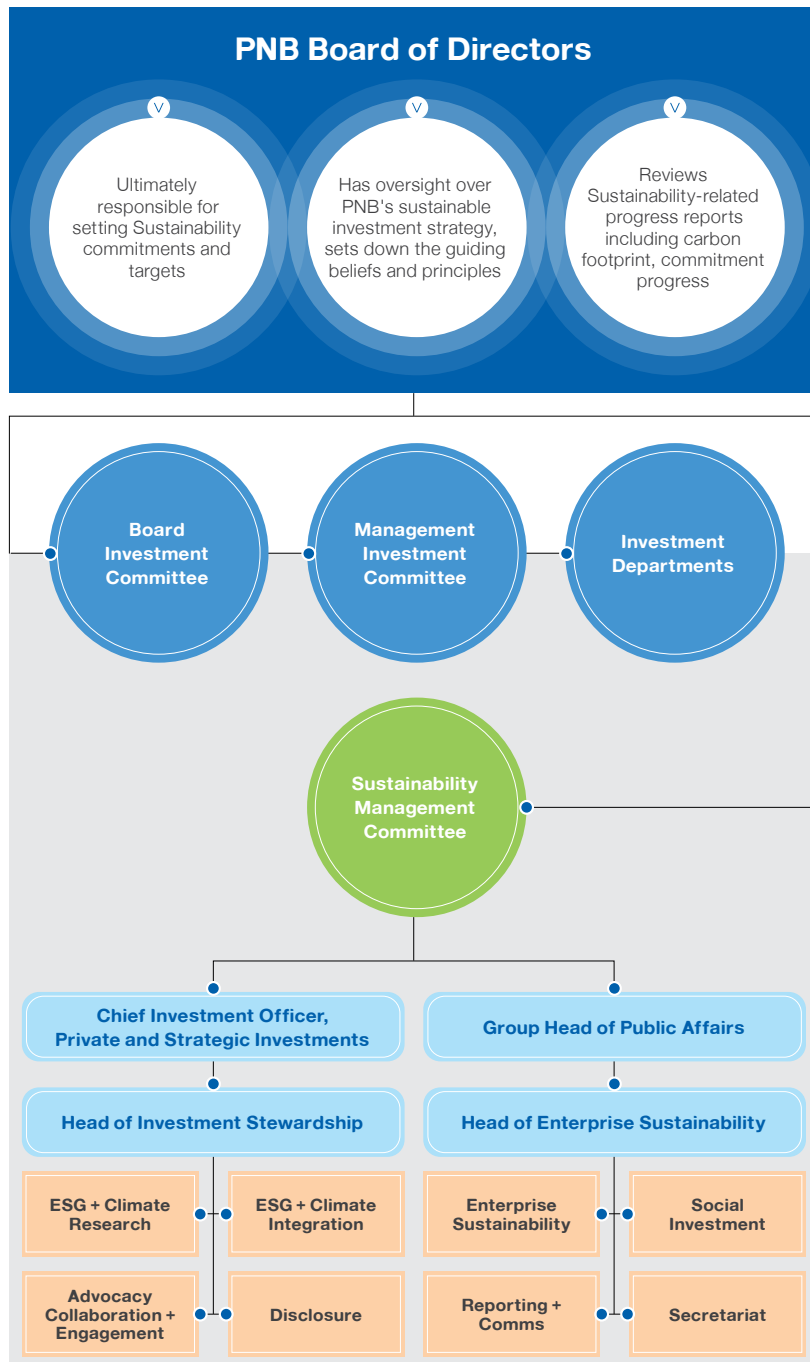 PNB Board of Directors
Ultimately
responsible for
setting Sustainability
commitments and
targets
Has oversight over
PNB's sustainable
investment strategy,
sets down the guiding
beliefs and principles
Reviews
Sustainability-related
progress reports
including carbon
footprint, commitment
progress
Board
Investment
Committee
Management
Investment
Committee
Investment
Departments
Sustainability
Management
Committee
Chief Investment Officer,
Private and Strategic Investments
Group Head of Public Affairs
Head of Investment Stewardship
Head of Enterprise Sustainability
ESG + Climate
Research
ESG + Climate
Integration
Enterprise
Sustainability
Social
Investment
Advocacy
Collaboration +
Engagement
Disclosure
Reporting +
Comms
Secretariat